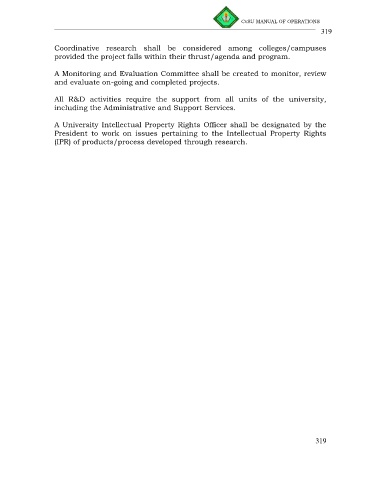 CvSU MANUAL OF OPERATIONS
319
Coordinative research shall be considered among colleges/campuses
provided the project falls within their thrust/agenda and program.
A Monitoring and Evaluation Committee shall be created to monitor, review
and evaluate on-going and completed projects.
All R&D activities require the support from all units of the university,
including the Administrative and Support Services.
A University Intellectual Property Rights Officer shall be designated by the
President to work on issues pertaining to the Intellectual Property Rights
(IPR) of products/process developed through research.
319